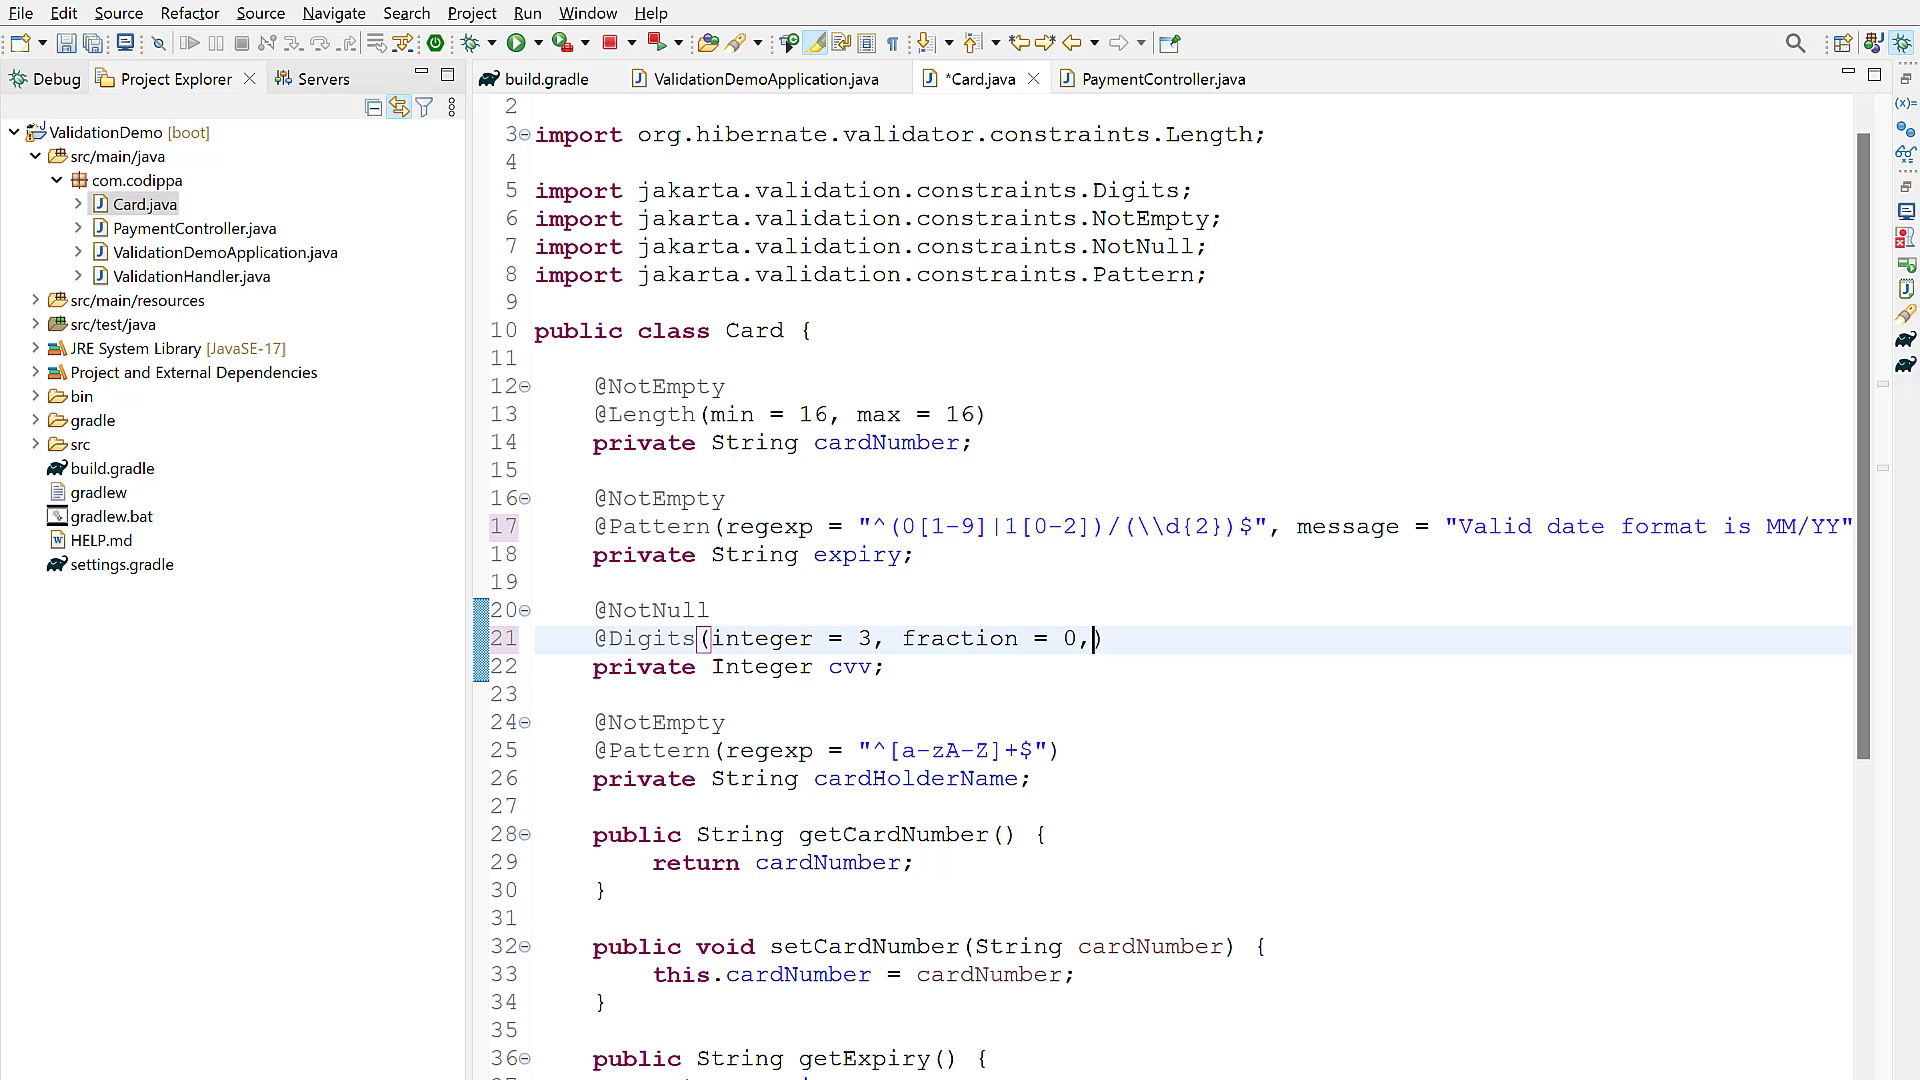 File Edit Source Refactor Source Navigate Search Project Run Window Help
Debug Project Explorer Servers
build.gradle ValidationDemoApplication.java *Card.java PaymentController.java
ValidationDemo [boot]
src/main/java
com.codippa
Card.java
PaymentController.java
ValidationDemoApplication.java
ValidationHandler.java
src/main/resources
src/test/java
JRE System Library [JavaSE-17]
Project and External Dependencies
bin
gradle
src
build.gradle
gradlew
gradlew.bat
HELP.md
settings.gradle
2
3 import org.hibernate.validator.constraints.Length;
4
5 import jakarta.validation.constraints.Digits;
6 import jakarta.validation.constraints.NotEmpty;
7 import jakarta.validation.constraints.NotNull;
8 import jakarta.validation.constraints.Pattern;
9
10 public class Card {
11
12 @NotEmpty
13 @Length(min = 16, max = 16)
14 private String cardNumber;
15
16 @NotEmpty
17 @Pattern(regexp = "^(0[1-9]|1[0-2])/(\\d{2})$", message = "Valid date format is MM/YY"
18 private String expiry;
19
20 @NotNull
21 @Digits(integer = 3, fraction = 0,)
22 private Integer cvv;
23
24 @NotEmpty
25 @Pattern(regexp = "^[a-zA-Z]+$")
26 private String cardHolderName;
27
28 public String getCardNumber() {
29 return cardNumber;
30 }
31
32 public void setCardNumber(String cardNumber) {
33 this.cardNumber = cardNumber;
34 }
35
36 public String getExpiry() {